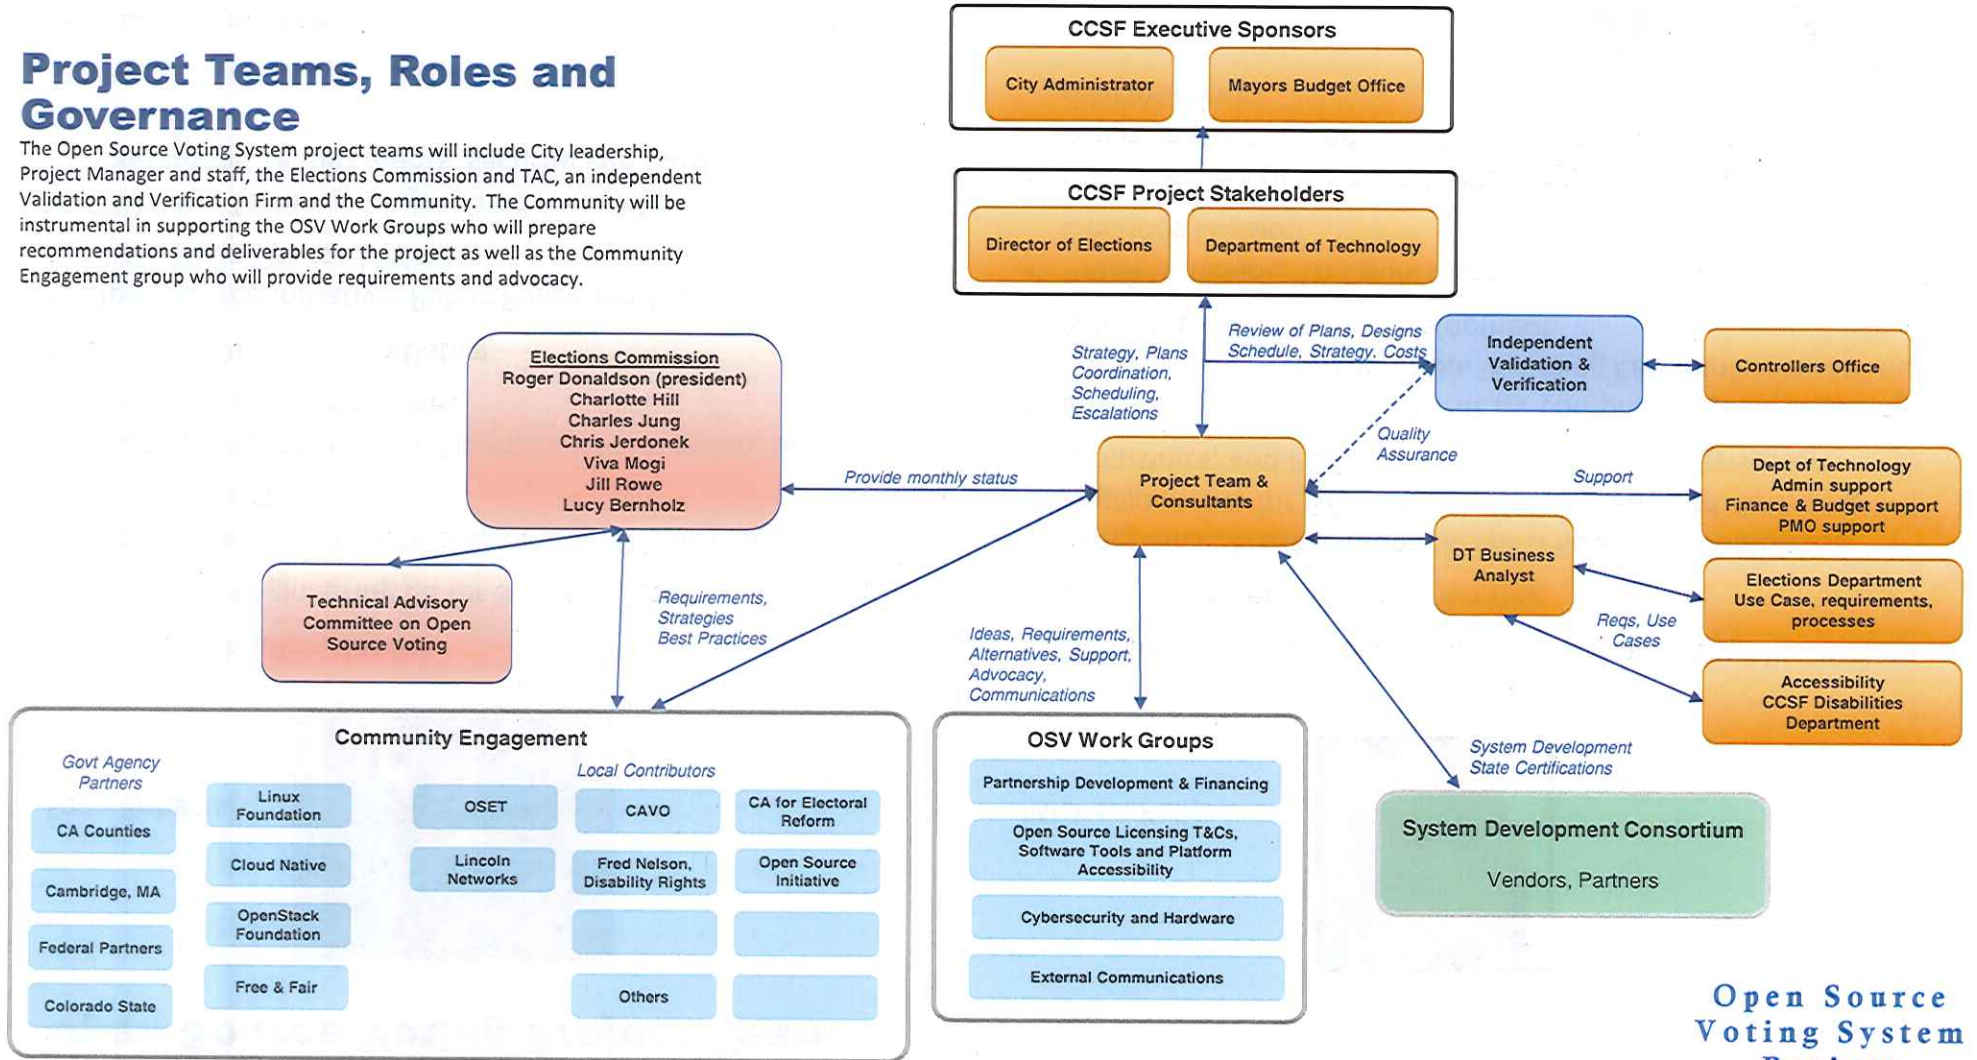 Project Teams, Roles and
Governance
The Open Source Voting System project teams will include City leadership,
Project Manager and staff, the Elections Commission and TAC, an independent
Validation and Verification Firm and the Community.  The Community will be
instrumental in supporting the OSV Work Groups who will prepare
recommendations and deliverables for the project as well as the Community
Engagement group who will provide requirements and advocacy.
CCSF Executive Sponsors
City Administrator
Mayors Budget Office
CCSF Project Stakeholders
Director of Elections
Department of Technology
Strategy, Plans
Coordination,
Scheduling,
Escalations
Review of Plans, Designs
Schedule, Strategy. Costs
Independent
Validation &
Verification
Controllers Office
Elections Commission
Roger Donaldson (president)
Charlotte Hill
Charles Jung
Chris Jerdonek
Viva Mogi
Jill Rowe
Lucy Bernholz
Provide monthly status
Project Team &
Consultants
Quality
Assurance
Support
Dept of Technology
Admin support
Finance & Budget support
PMO support
DT Business
Analyst
Elections Department
Use Case, requirements,
processes
Reqs, Use
Cases
Accessibility
CCSF Disabilities
Department
Technical Advisory
Committee on Open
Source Voting
Requirements,
Strategies
Best Practices
Ideas, Requirements,
Alternatives, Support,
Advocacy,
Communications
System Development
State Certifications
Community Engagement
Govt Agency
Partners
CA Counties
Cambridge, MA
Federal Partners
Colorado State
Linux
Foundation
Cloud Native
OpenStack
Foundation
Free & Fair
Local Contributors
OSET
Lincoln
Networks
CAVO
Fred Nelson,
Disability Rights
Others
CA for Electoral
Reform
Open Source
Initiative
OSV Work Groups
Partnership Development & Financing
Open Source Licensing T&Cs,
Software Tools and Platform
Accessibility
Cybersecurity and Hardware
External Communications
System Development Consortium
Vendors, Partners
Open Source
Voting System